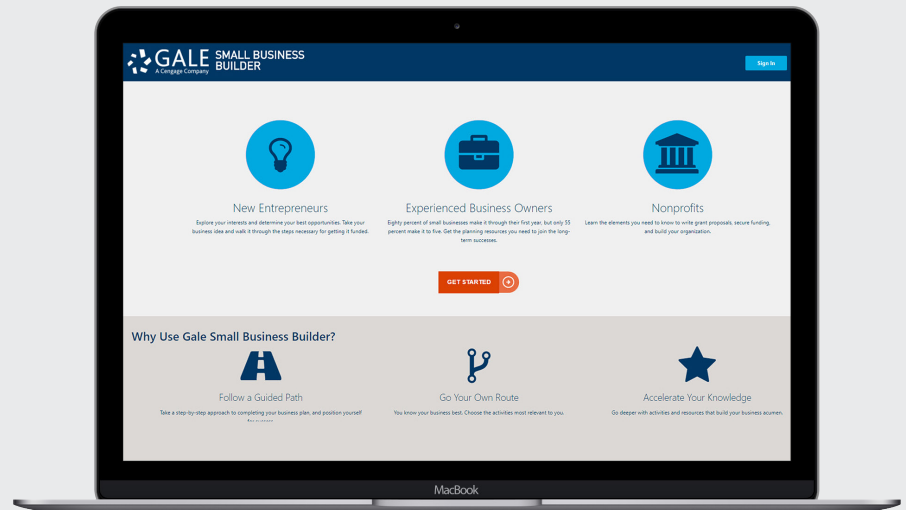 GALE SMALL BUSINESS
BUILDER
A Cengage Company
Sign In
New Entrepreneurs
Explore your interests and determine your best opportunities. Take your
business idea and walk it through the steps necessary for getting it funded.
Experienced Business Owners
Eighty percent of small businesses make it through their first year, but only 35
percent make it to five. Get the planning resources you need to join the long-
term successes.
Nonprofits
Learn the elements you need to know to write grant proposals, secure funding,
and build your organization.
GET STARTED
Why Use Gale Small Business Builder?
Follow a Guided Path
Take a step-by-step approach to completing your business plan, and position yourself
Go Your Own Route
You know your business best. Choose the activities most relevant to you.
Accelerate Your Knowledge
Go deeper with activities and resources that build your business acumen.
MacBook